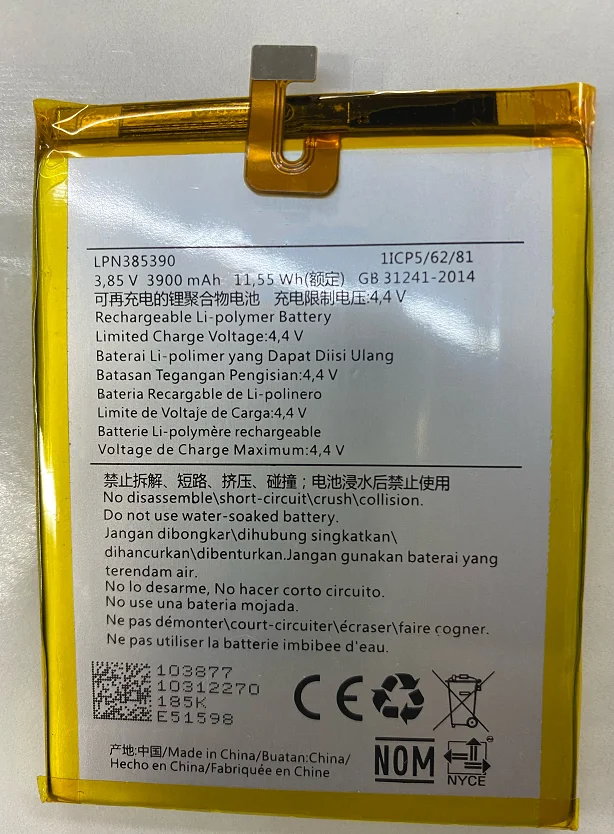 LPN385390 1ICP5/62/81
3,85 V 3900 mAh 11,55 Wh(额定) GB 31241-2014
可再充电的锂聚合物电池 充电限制电压:4,4 V
Rechargeable Li-polymer Battery
Limited Charge Voltage:4,4 V
Baterai Li-polimer yang Dapat Diisi Ulang
Batasan Tegangan Pengisian:4,4 V
Bateria Recargable de Li-polinero
Limite de Voltaje de Carga:4,4 V
Batterie Li-polymère rechargeable
Voltage de Charge Maximum:4,4 V
禁止拆解、短路、挤压、碰撞；电池浸水后禁止使用
No disassemble\short-circuit\crush\collision.
Do not use water-soaked battery.
Jangan dibongkar\dihubung singkatkan\
dihancurkan\dibenturkan.Jangan gunakan baterai yang
terendam air.
No lo desarme, No hacer corto circuito.
No use una bateria mojada.
Ne pas démonter\court-circuiter\écraser\faire cogner.
Ne pas utiliser la batterie imbibee d'eau.
103877
10312270
185K
E51598
CE
产地:中国/Made in China/Buatan:China/
Hecho en China/Fabriquée en Chine
NOM
NYCE